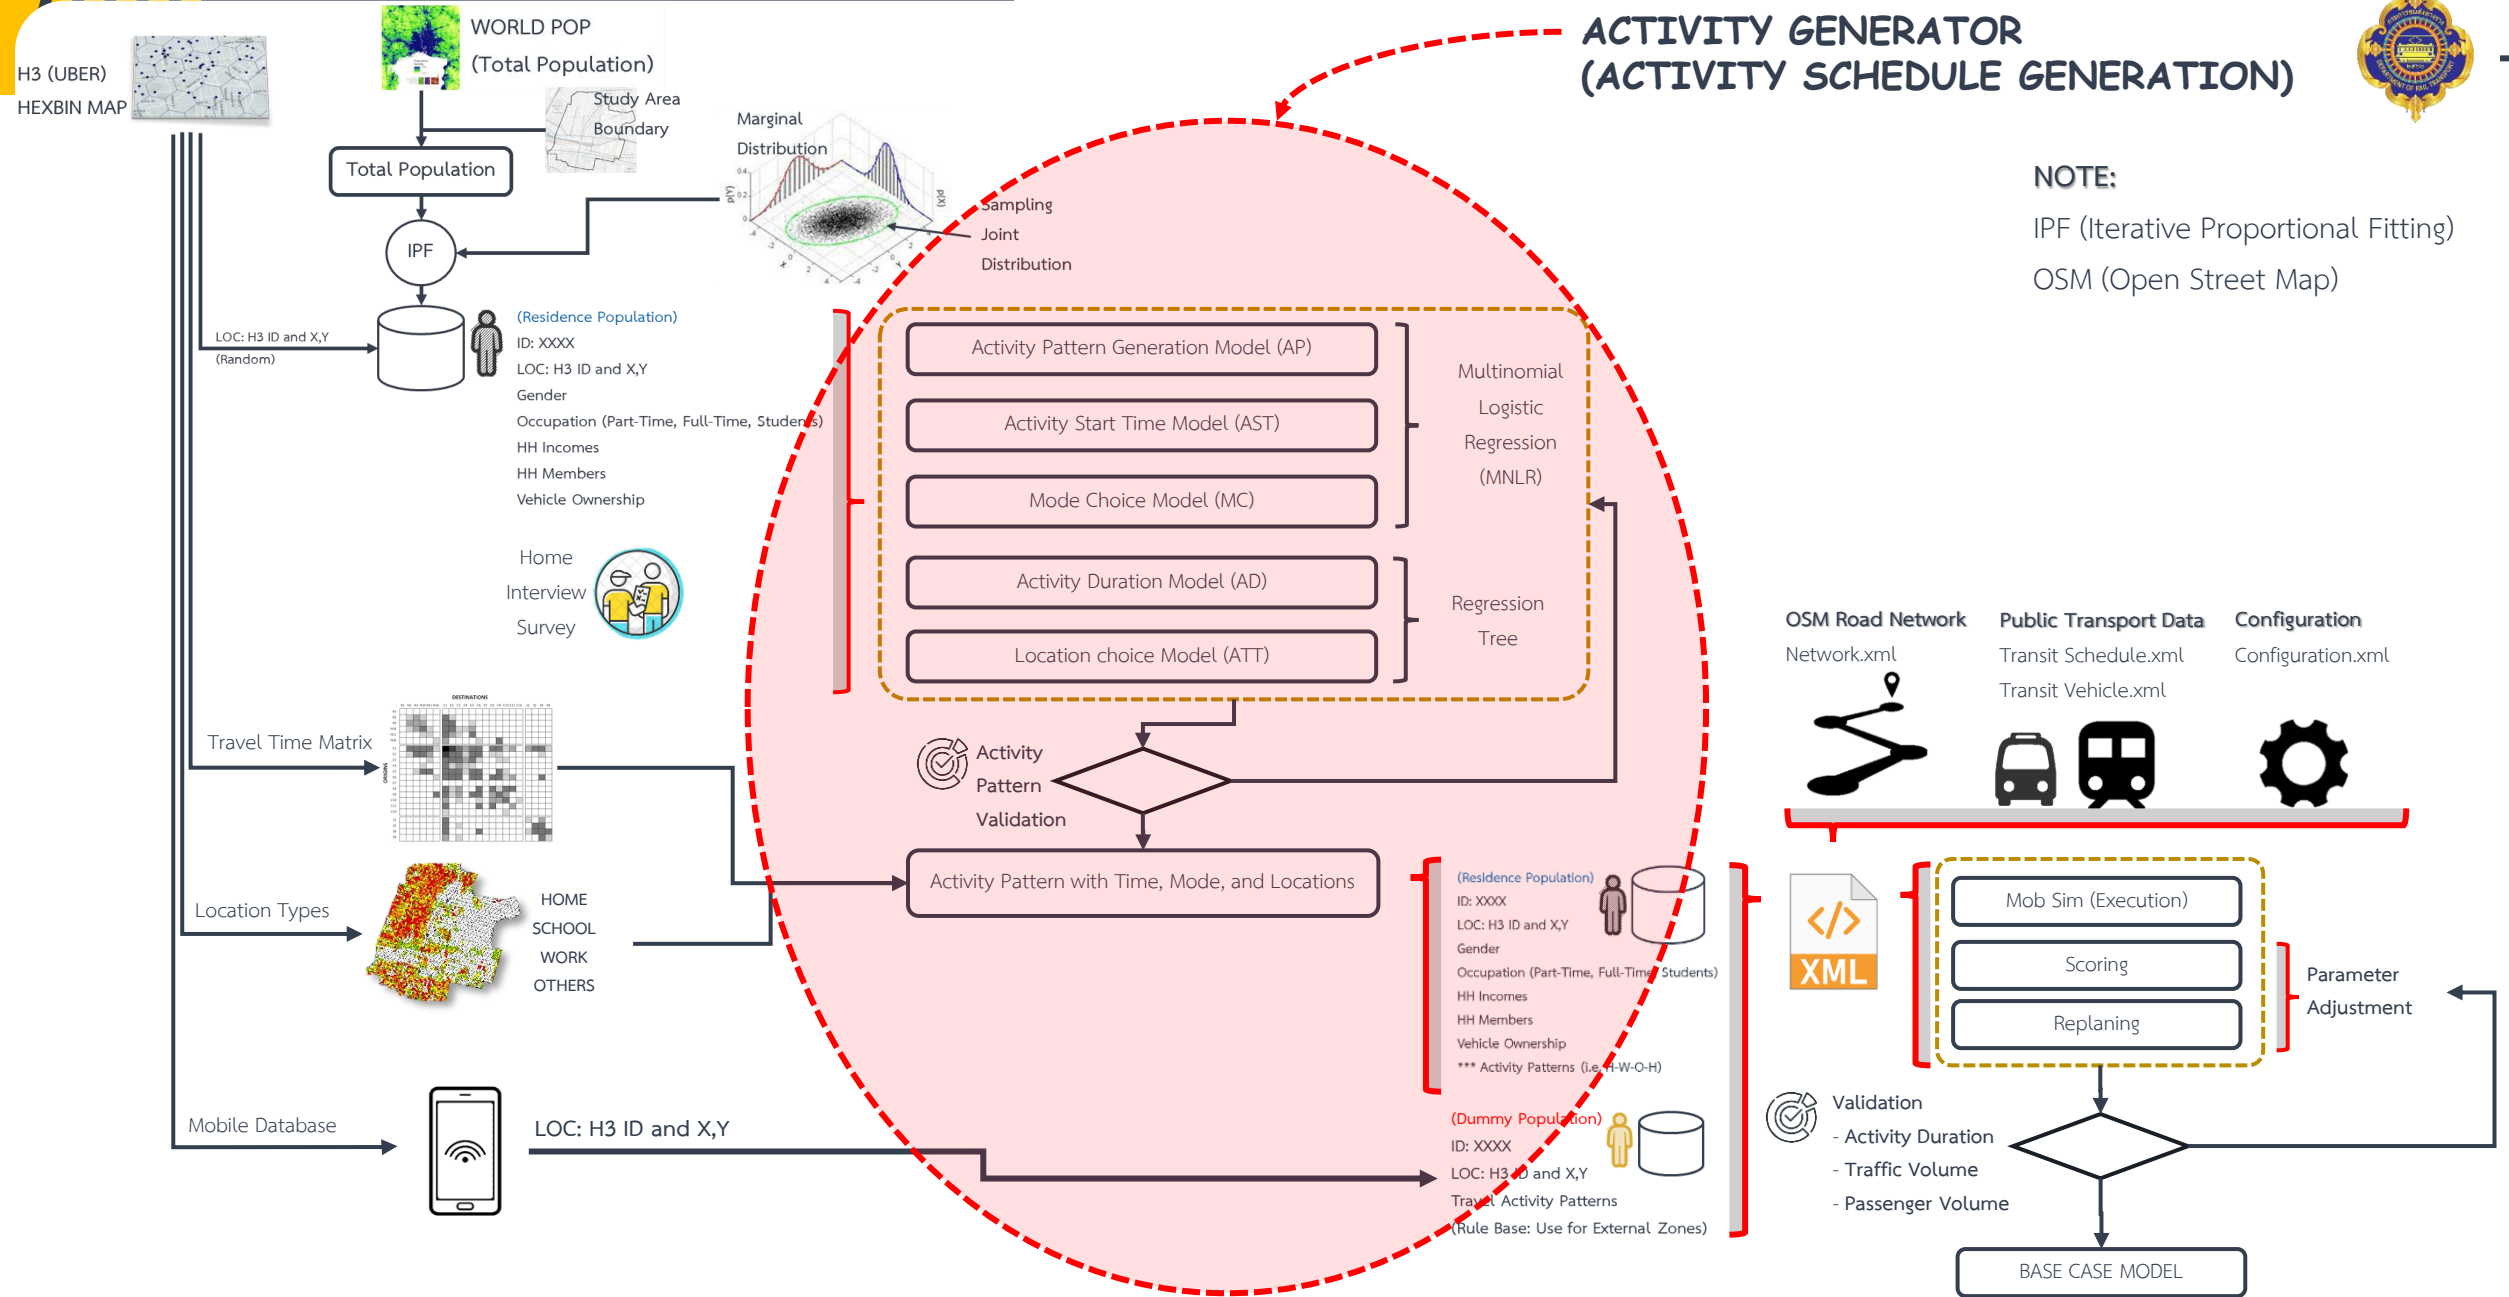 ACTIVITY GENERATOR
(ACTIVITY SCHEDULE GENERATION)
H3 (UBER)
HEXBIN MAP
WORLD POP
(Total Population)
Study Area
Boundary
Total Population
IPF
Marginal
Distribution
Sampling
Joint
Distribution
NOTE:
IPF (Iterative Proportional Fitting)
OSM (Open Street Map)
LOC: H3 ID and X,Y
(Random)
(Residence Population)
ID: XXXX
LOC: H3 ID and X,Y
Gender
Occupation (Part-Time, Full-Time, Students)
HH Incomes
HH Members
Vehicle Ownership
Home
Interview
Survey
Activity Pattern Generation Model (AP)
Activity Start Time Model (AST)
Mode Choice Model (MC)
Activity Duration Model (AD)
Location choice Model (ATT)
Multinomial
Logistic
Regression
(MNLR)
Regression
Tree
Activity
Pattern
Validation
Activity Pattern with Time, Mode, and Locations
Travel Time Matrix
DESTINATIONS
ORIGINS
Location Types
HOME
SCHOOL
WORK
OTHERS
Mobile Database
LOC: H3 ID and X,Y
(Residence Population)
ID: XXXX
LOC: H3 ID and X,Y
Gender
Occupation (Part-Time, Full-Time, Students)
HH Incomes
HH Members
Vehicle Ownership
*** Activity Patterns (i.e. H-W-O-H)
(Dummy Population)
ID: XXXX
LOC: H3 ID and X,Y
Travel Activity Patterns
(Rule Base: Use for External Zones)
OSM Road Network
Network.xml
Public Transport Data
Transit Schedule.xml
Transit Vehicle.xml
Configuration
Configuration.xml
</>
XML
Mob Sim (Execution)
Scoring
Replaning
Parameter
Adjustment
Validation
- Activity Duration
- Traffic Volume
- Passenger Volume
BASE CASE MODEL